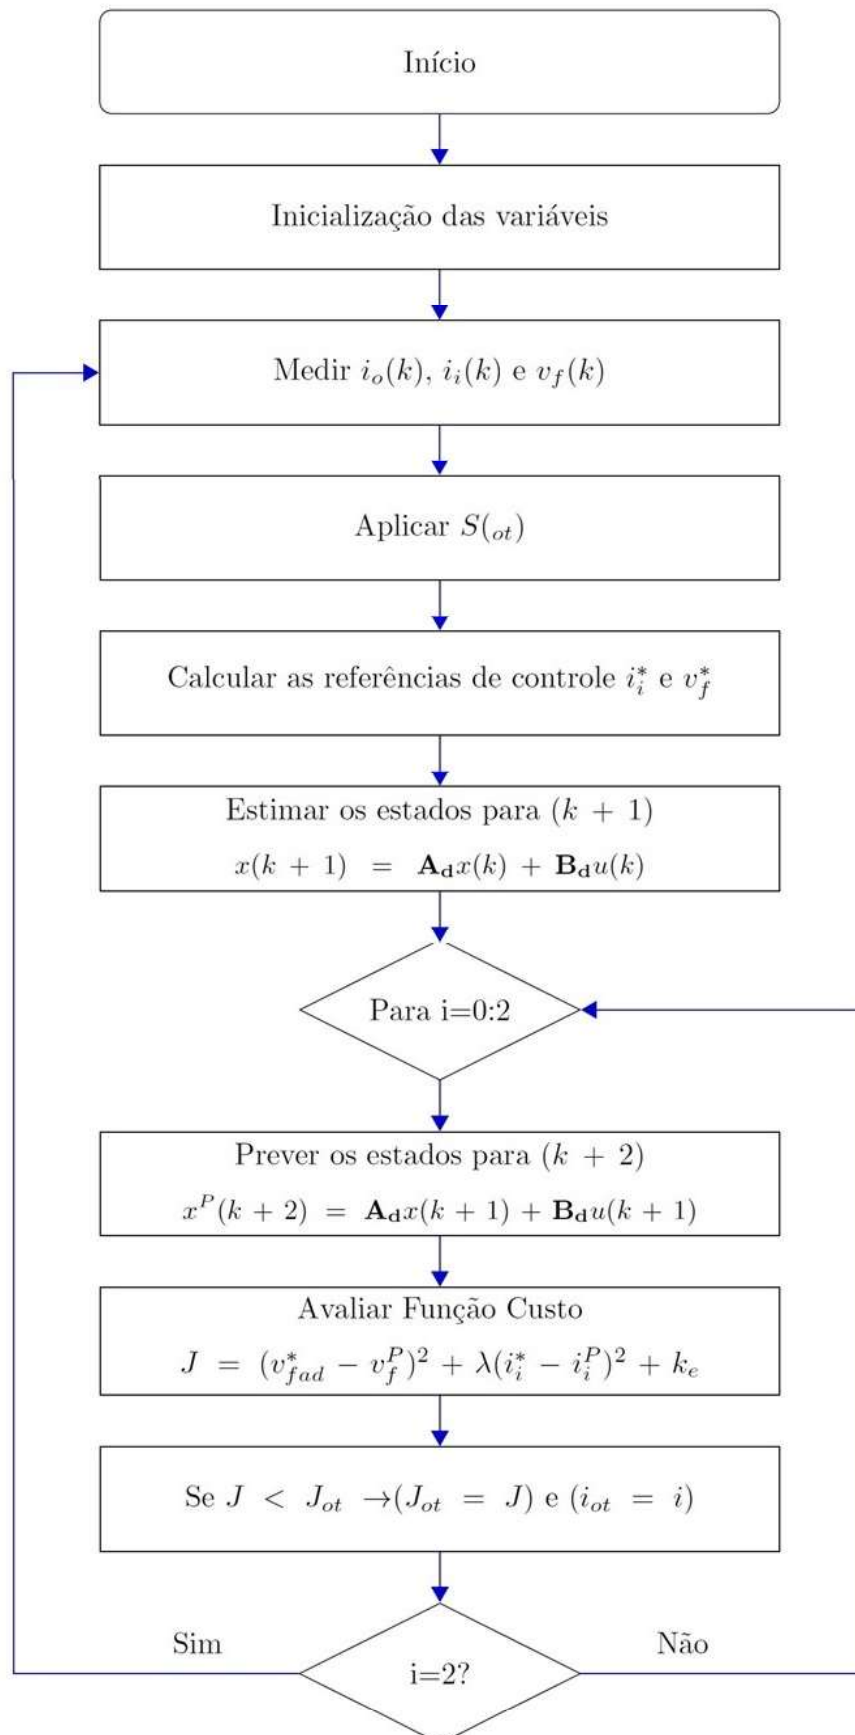 Início
Inicialização das variáveis
Medir $i_o(k)$, $i_i(k)$ e $v_f(k)$
Aplicar $S(_{ot})$
Calcular as referências de controle $i_i^*$ e $v_f^*$
Estimar os estados para $(k + 1)$
$x(k + 1) = \mathbf{A_d}x(k) + \mathbf{B_d}u(k)$
Para i=0:2
Prever os estados para $(k + 2)$
$x^P(k + 2) = \mathbf{A_d}x(k + 1) + \mathbf{B_d}u(k + 1)$
Avaliar Função Custo
$J = (v_{fad}^* - v_f^P)^2 + \lambda(i_i^* - i_i^P)^2 + k_e$
Se $J < J_{ot}$ →$(J_{ot} = J)$ e $(i_{ot} = i)$
Sim
Não
i=2?